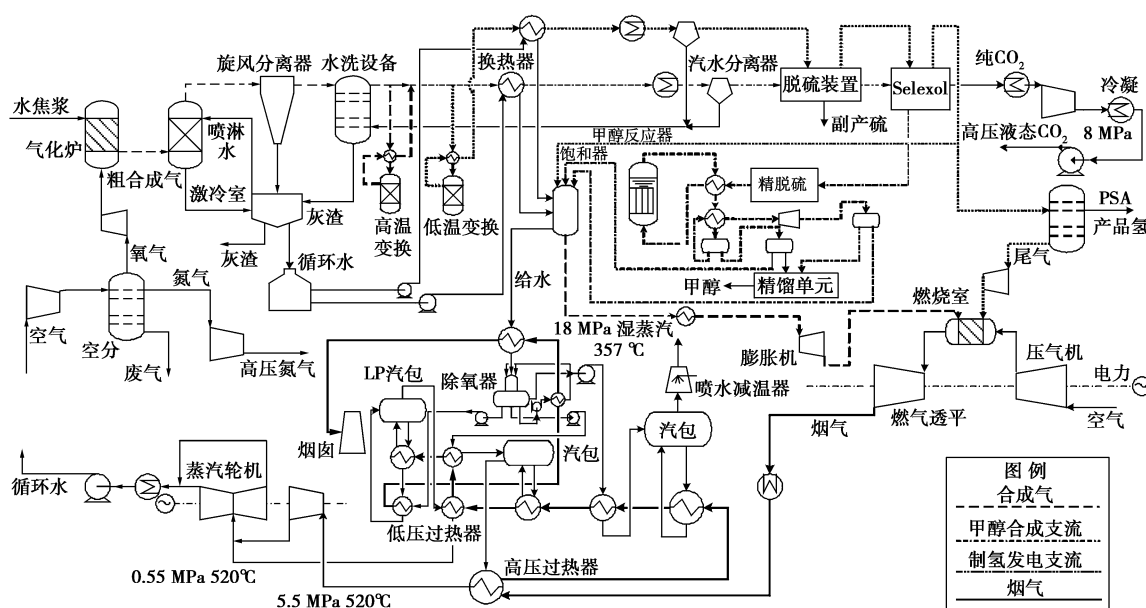 旋风分离器
水洗设备
换热器
汽水分离器
脱硫装置
Selexol
纯CO₂
冷凝
8 MPa
高压液态CO₂
副产硫
水焦浆
气化炉
喷淋
水
粗合成气
激冷室
灰渣
灰渣
高温
变换
低温变换
甲醇反应器
饱和器
精脱硫
精馏单元
甲醇
PSA
产品氢
尾气
氧气
氮气
循环水
给水
空气
空分
废气
高压氮气
18 MPa 湿蒸汽
357 ℃
膨胀机
燃烧室
压气机
电力
空气
燃气透平
烟气
喷水减温器
LP汽包
除氧器
汽包
汽包
烟囱
蒸汽轮机
循环水
低压过热器
高压过热器
0.55 MPa 520℃
5.5 MPa 520℃
图 例
合成气
甲醇合成支流
制氢发电支流
烟气